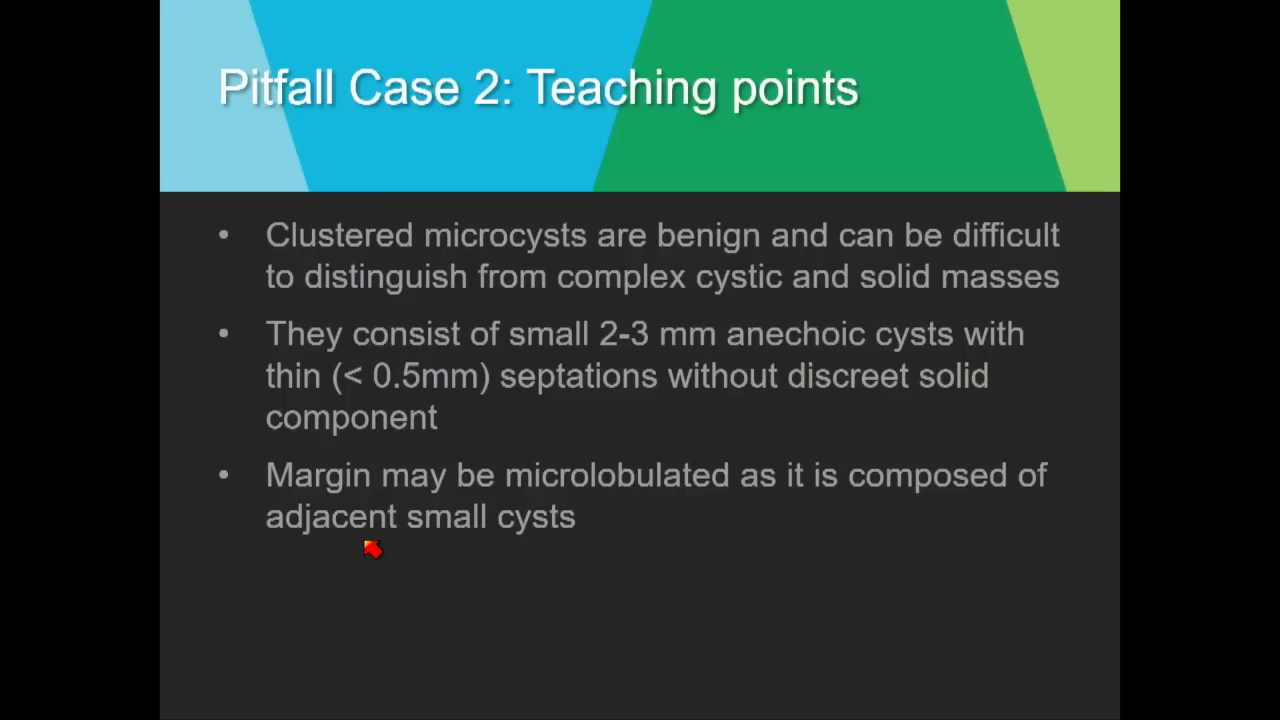 Pitfall Case 2: Teaching points
• Clustered microcysts are benign and can be difficult
to distinguish from complex cystic and solid masses
• They consist of small 2-3 mm anechoic cysts with
thin (< 0.5mm) septations without discreet solid
component
• Margin may be microlobulated as it is composed of
adjacent small cysts